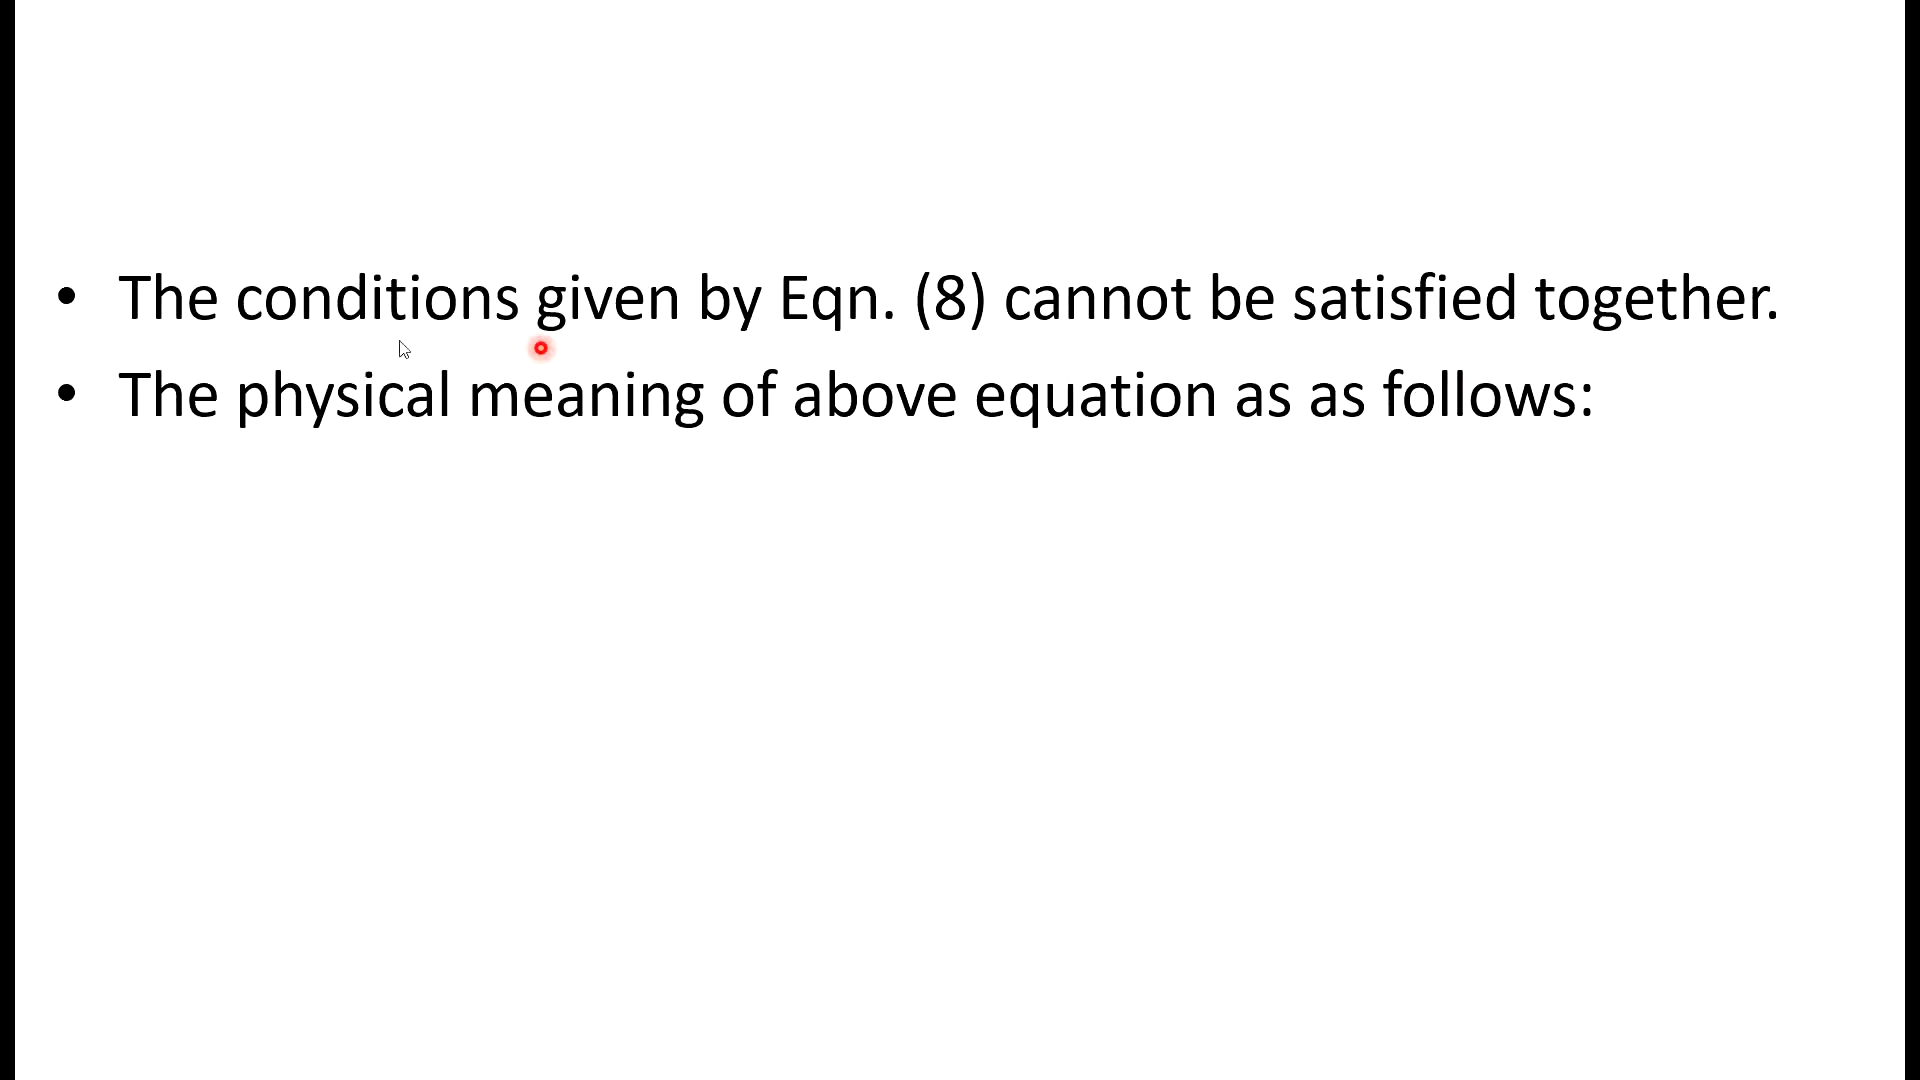 • The conditions given by Eqn. (8) cannot be satisfied together.
• The physical meaning of above equation as as follows: